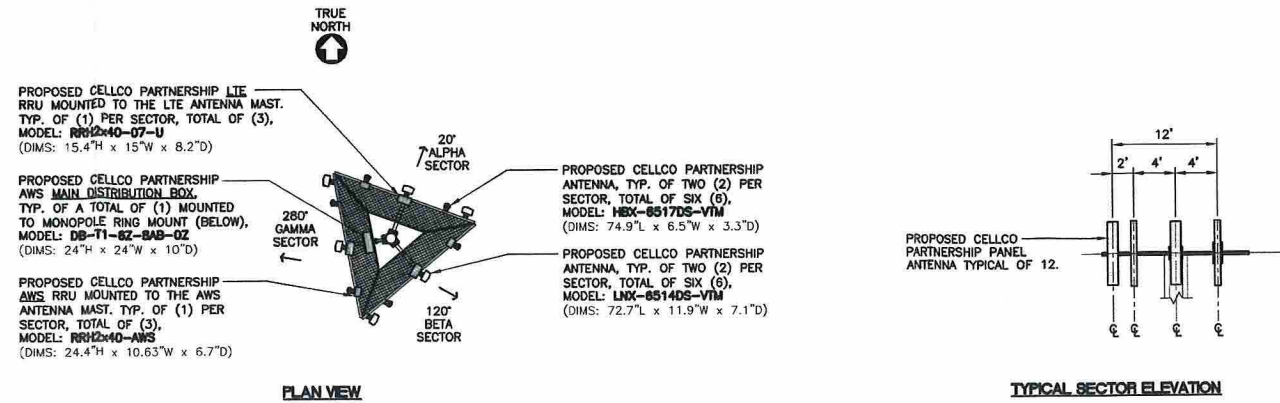 TRUE
NORTH
PROPOSED CELLCO PARTNERSHIP LTE
RRU MOUNTED TO THE LTE ANTENNA MAST.
TYP. OF (1) PER SECTOR, TOTAL OF (3),
MODEL: RRH2x40-07-U
(DIMS: 15.4"H x 15"W x 8.2"D)
PROPOSED CELLCO PARTNERSHIP
AWS MAIN DISTRIBUTION BOX,
TYP. OF A TOTAL OF (1) MOUNTED
TO MONOPOLE RING MOUNT (BELOW),
MODEL: DB-T1-6Z-8AB-0Z
(DIMS: 24"H x 24"W x 10"D)
PROPOSED CELLCO PARTNERSHIP
AWS RRU MOUNTED TO THE AWS
ANTENNA MAST. TYP. OF (1) PER
SECTOR, TOTAL OF (3),
MODEL: RRH2x40-AWS
(DIMS: 24.4"H x 10.63"W x 6.7"D)
20°
ALPHA
SECTOR
280°
GAMMA
SECTOR
120°
BETA
SECTOR
PROPOSED CELLCO PARTNERSHIP
ANTENNA, TYP. OF TWO (2) PER
SECTOR, TOTAL OF SIX (6),
MODEL: HBX-6517DS-VTM
(DIMS: 74.9"L x 6.5"W x 3.3"D)
PROPOSED CELLCO PARTNERSHIP
ANTENNA, TYP. OF TWO (2) PER
SECTOR, TOTAL OF SIX (6),
MODEL: LNX-6514DS-VTM
(DIMS: 72.7"L x 11.9"W x 7.1"D)
PLAN VIEW
12'
2' 4' 4'
PROPOSED CELLCO
PARTNERSHIP PANEL
ANTENNA TYPICAL OF 12.
℄ ℄ ℄ ℄
TYPICAL SECTOR ELEVATION